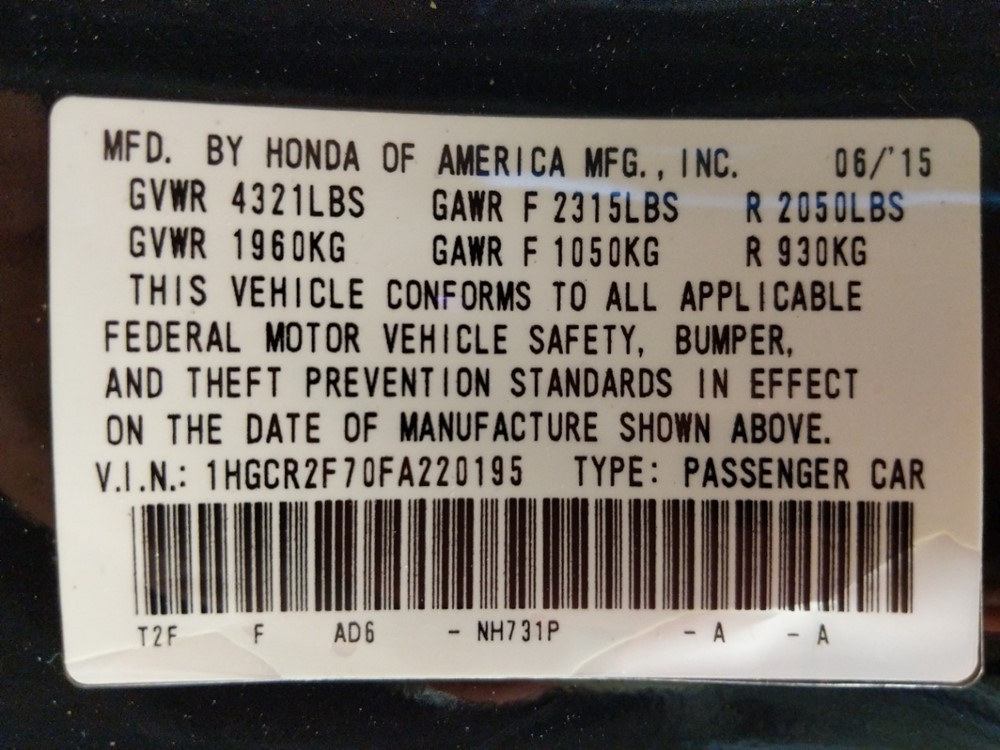 MFD. BY HONDA OF AMERICA MFG., INC. 06/'15
GVWR 4321LBS GAWR F 2315LBS R 2050LBS
GVWR 1960KG GAWR F 1050KG R 930KG
THIS VEHICLE CONFORMS TO ALL APPLICABLE
FEDERAL MOTOR VEHICLE SAFETY, BUMPER,
AND THEFT PREVENTION STANDARDS IN EFFECT
ON THE DATE OF MANUFACTURE SHOWN ABOVE.
V.I.N.: 1HGCR2F70FA220195 TYPE: PASSENGER CAR
T2F F AD6 - NH731P - A - A